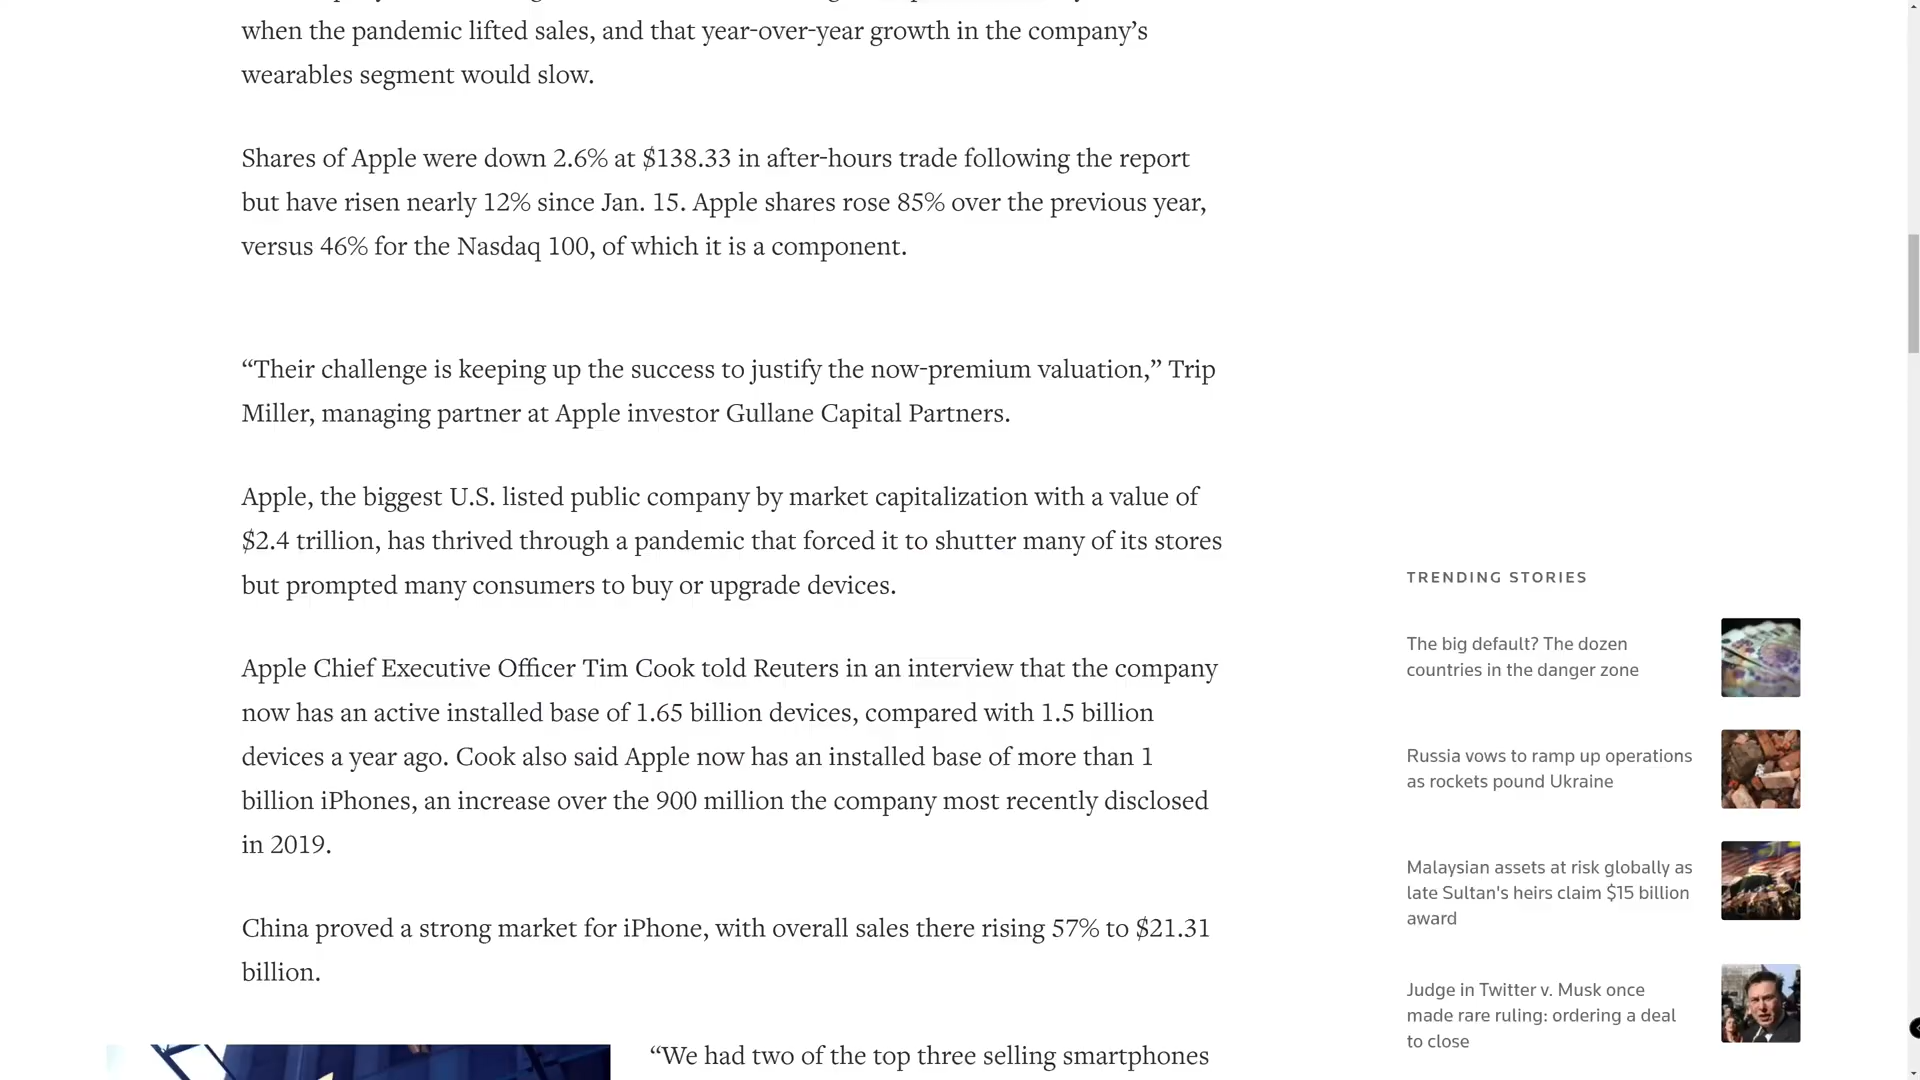 when the pandemic lifted sales, and that year-over-year growth in the company’s
wearables segment would slow.
Shares of Apple were down 2.6% at $138.33 in after-hours trade following the report
but have risen nearly 12% since Jan. 15. Apple shares rose 85% over the previous year,
versus 46% for the Nasdaq 100, of which it is a component.
“Their challenge is keeping up the success to justify the now-premium valuation,” Trip
Miller, managing partner at Apple investor Gullane Capital Partners.
Apple, the biggest U.S. listed public company by market capitalization with a value of
$2.4 trillion, has thrived through a pandemic that forced it to shutter many of its stores
but prompted many consumers to buy or upgrade devices.
Apple Chief Executive Officer Tim Cook told Reuters in an interview that the company
now has an active installed base of 1.65 billion devices, compared with 1.5 billion
devices a year ago. Cook also said Apple now has an installed base of more than 1
billion iPhones, an increase over the 900 million the company most recently disclosed
in 2019.
China proved a strong market for iPhone, with overall sales there rising 57% to $21.31
billion.
“We had two of the top three selling smartphones
TRENDING STORIES
The big default? The dozen
countries in the danger zone
Russia vows to ramp up operations
as rockets pound Ukraine
Malaysian assets at risk globally as
late Sultan's heirs claim $15 billion
award
Judge in Twitter v. Musk once
made rare ruling: ordering a deal
to close